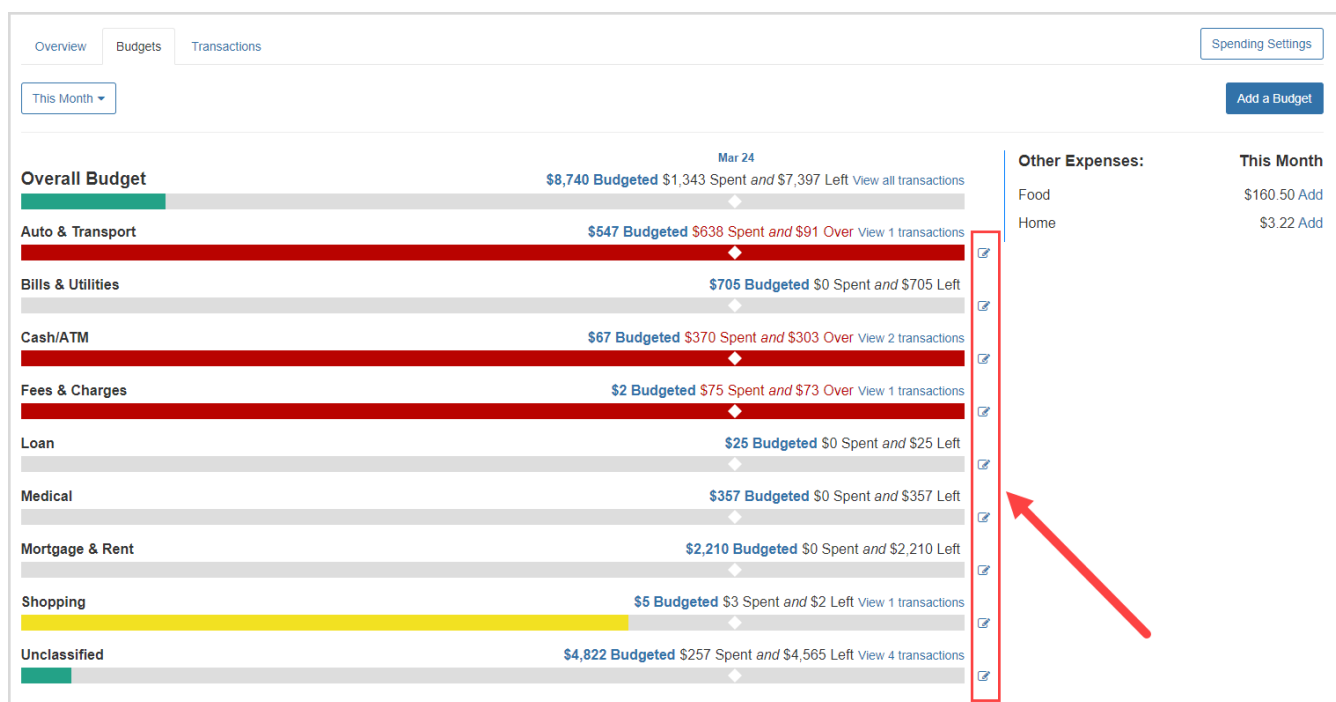 Overview Budgets Transactions Spending Settings
This Month Add a Budget
Mar 24
Overall Budget $8,740 Budgeted $1,343 Spent and $7,397 Left View all transactions
Auto & Transport $547 Budgeted $638 Spent and $91 Over View 1 transactions
Bills & Utilities $705 Budgeted $0 Spent and $705 Left
Cash/ATM $67 Budgeted $370 Spent and $303 Over View 2 transactions
Fees & Charges $2 Budgeted $75 Spent and $73 Over View 1 transactions
Loan $25 Budgeted $0 Spent and $25 Left
Medical $357 Budgeted $0 Spent and $357 Left
Mortgage & Rent $2,210 Budgeted $0 Spent and $2,210 Left
Shopping $5 Budgeted $3 Spent and $2 Left View 1 transactions
Unclassified $4,822 Budgeted $257 Spent and $4,565 Left View 4 transactions
Other Expenses: This Month
Food $160.50 Add
Home $3.22 Add